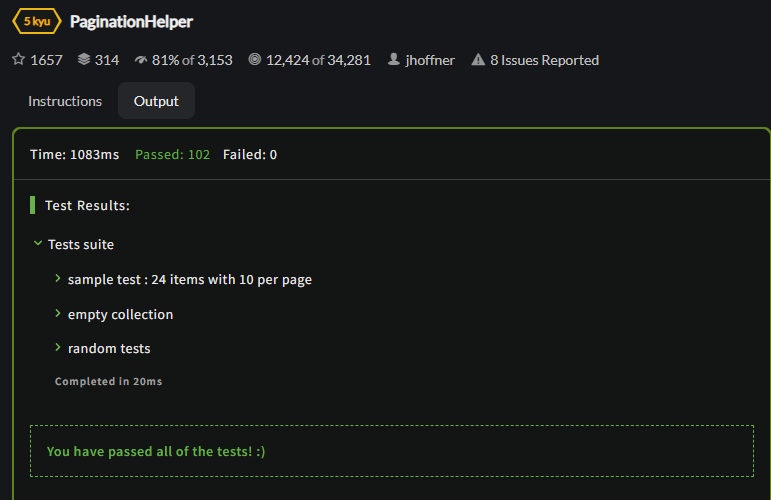 5 kyu PaginationHelper
1657 314 81% of 3,153 12,424 of 34,281 jhoffner 8 Issues Reported
Instructions Output
Time: 1083ms Passed: 102 Failed: 0
Test Results:
Tests suite
sample test : 24 items with 10 per page
empty collection
random tests
Completed in 20ms
You have passed all of the tests! :)